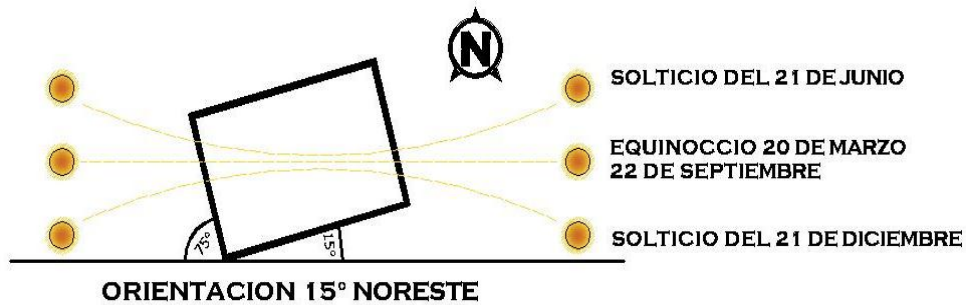 N
SOLTICIO DEL 21 DE JUNIO
EQUINOCCIO 20 DE MARZO
22 DE SEPTIEMBRE
75°
15°
SOLTICIO DEL 21 DE DICIEMBRE
ORIENTACION 15° NORESTE